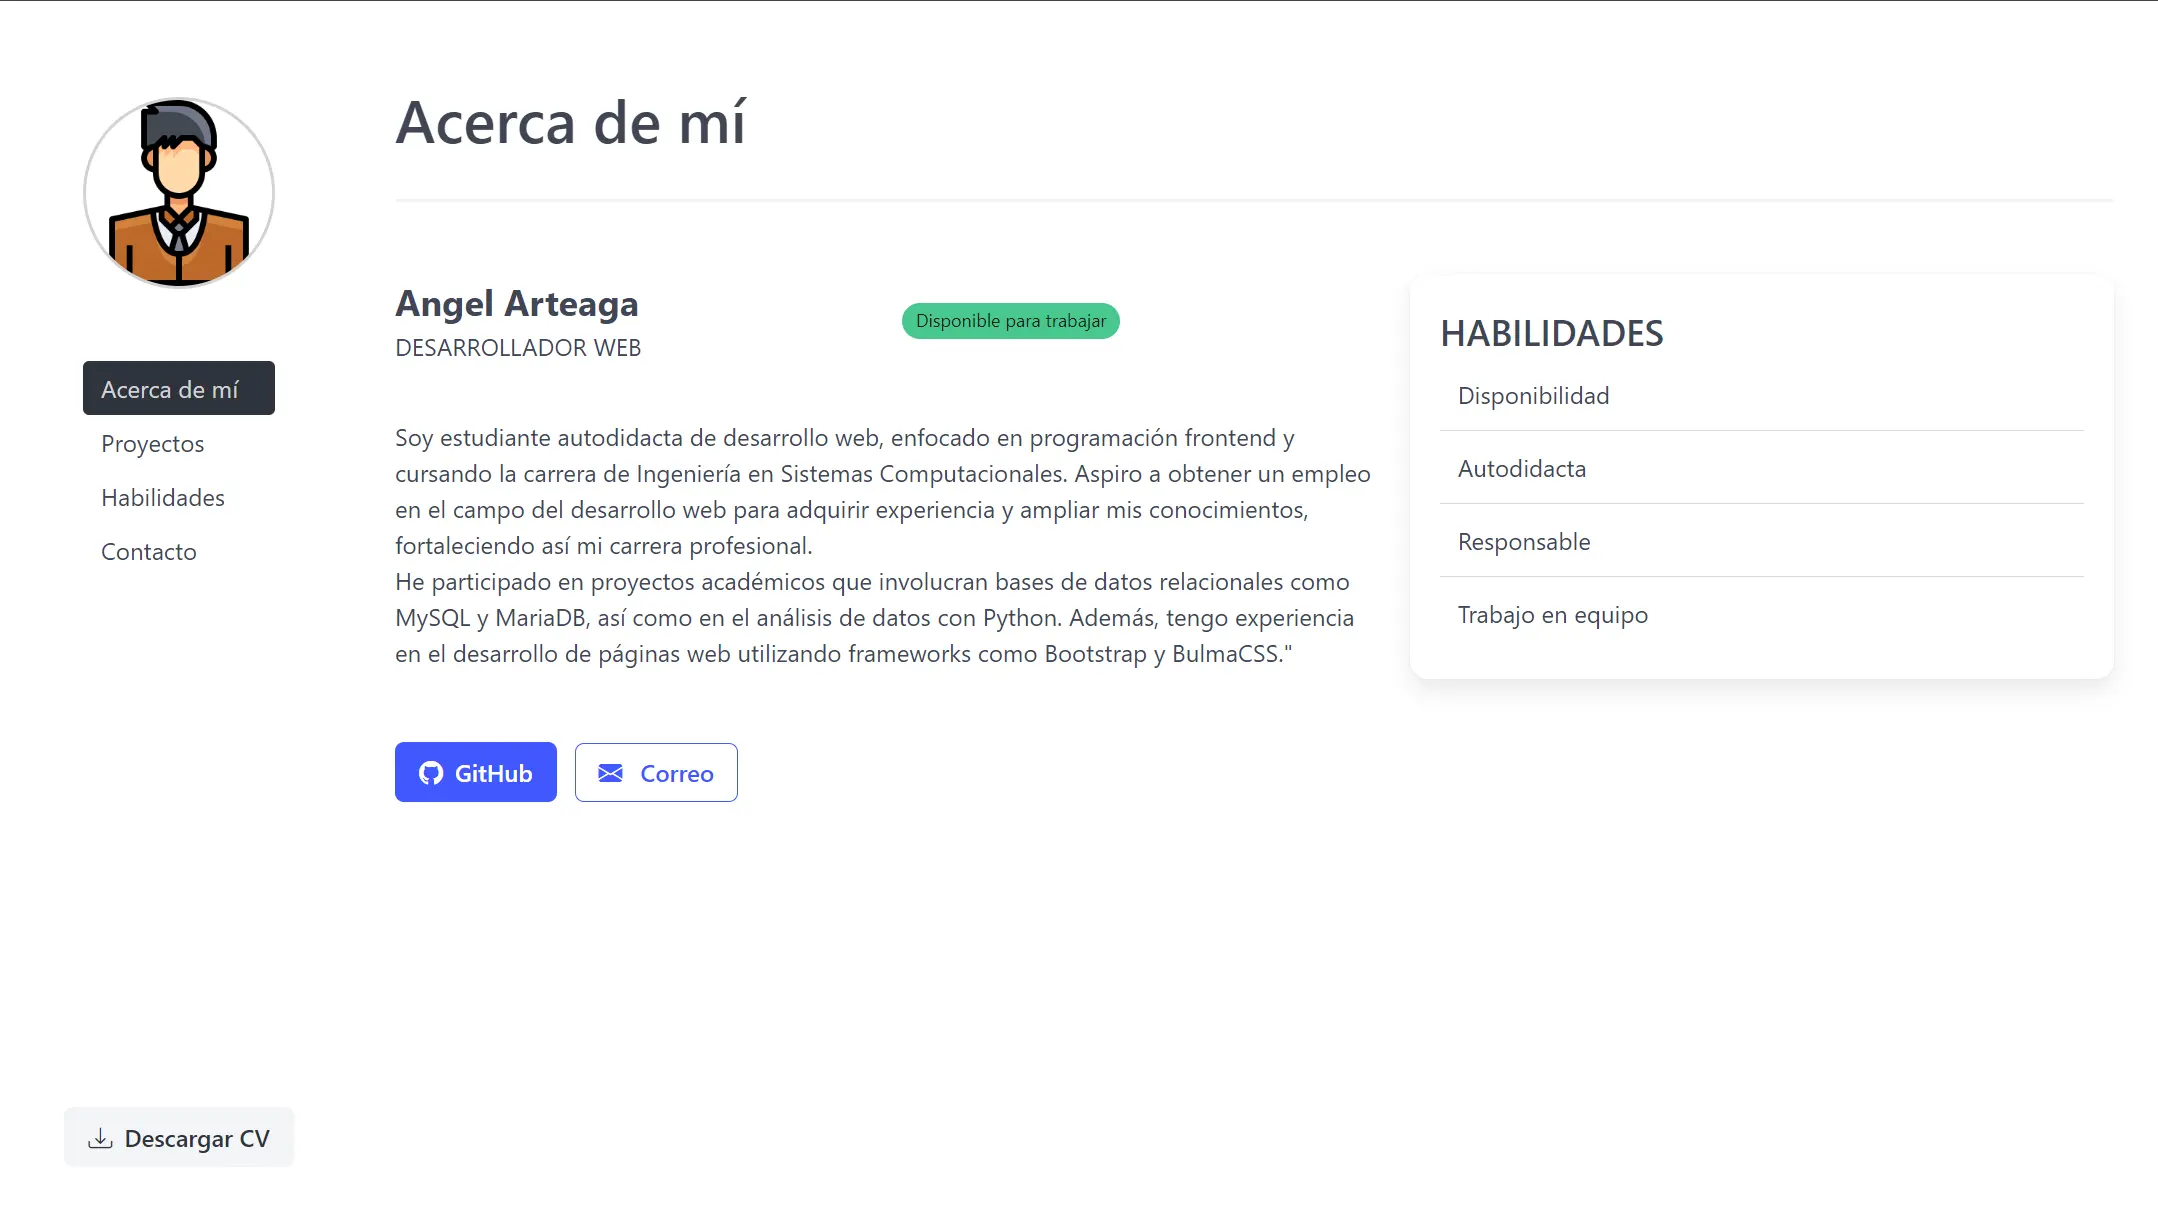 Acerca de mí
Proyectos
Habilidades
Contacto
Descargar CV
Acerca de mí
Angel Arteaga
DESARROLLADOR WEB
Disponible para trabajar
Soy estudiante autodidacta de desarrollo web, enfocado en programación frontend y
cursando la carrera de Ingeniería en Sistemas Computacionales. Aspiro a obtener un empleo
en el campo del desarrollo web para adquirir experiencia y ampliar mis conocimientos,
fortaleciendo así mi carrera profesional.
He participado en proyectos académicos que involucran bases de datos relacionales como
MySQL y MariaDB, así como en el análisis de datos con Python. Además, tengo experiencia
en el desarrollo de páginas web utilizando frameworks como Bootstrap y BulmaCSS."
GitHub
Correo
HABILIDADES
Disponibilidad
Autodidacta
Responsable
Trabajo en equipo